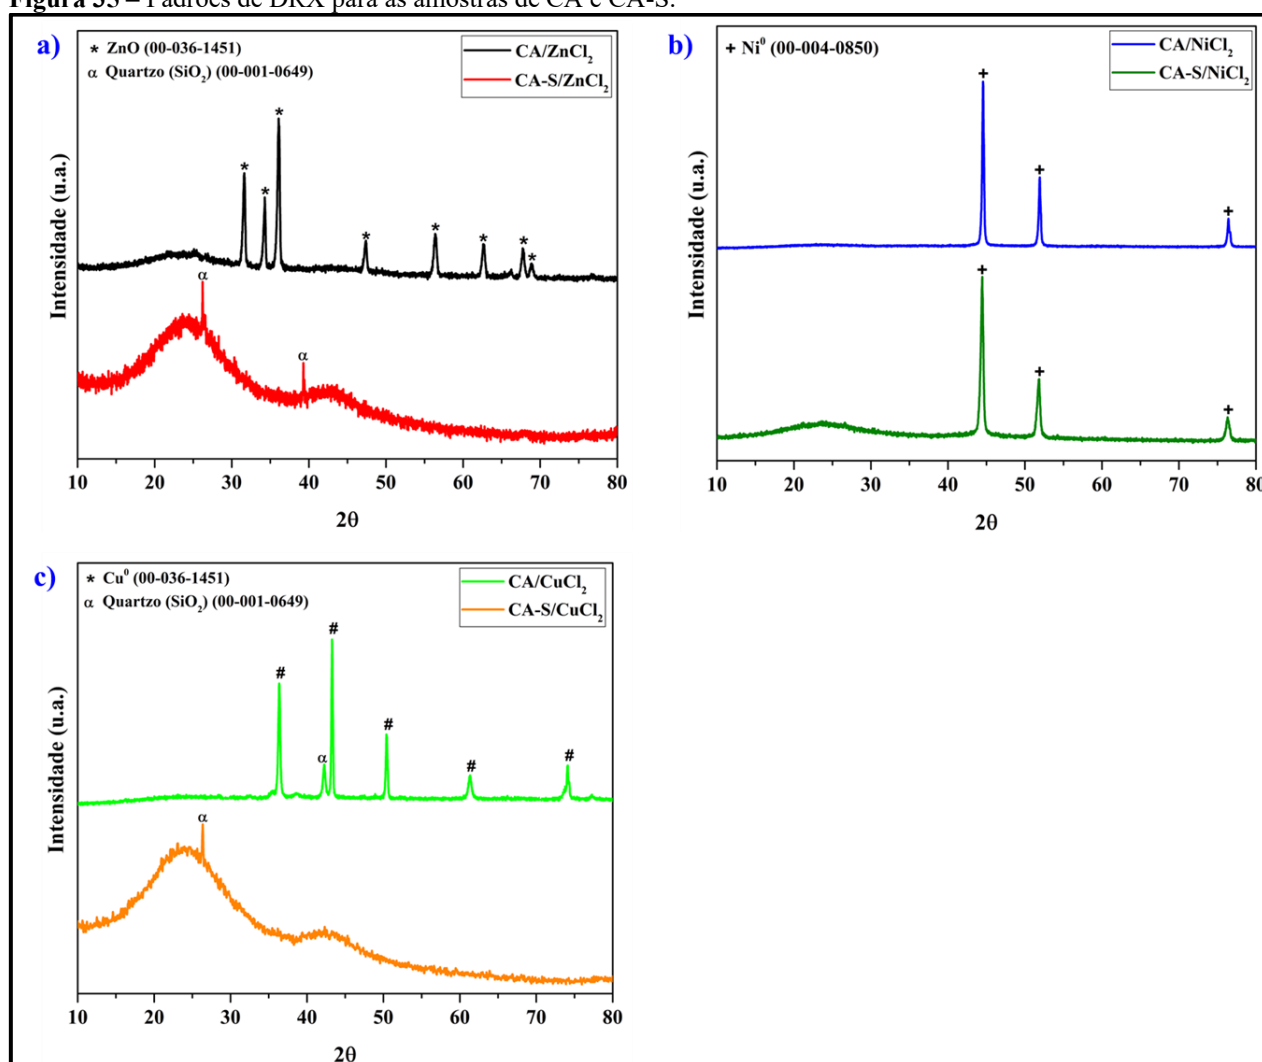 Figura 35 – Padrões de DRX para as amostras de CA e CA-S.
a)
* ZnO (00-036-1451)
α Quartzo (SiO2) (00-001-0649)
CA/ZnCl2
CA-S/ZnCl2
* * * * * * * *
α α
Intensidade (u.a.)
10 20 30 40 50 60 70 80
2θ
b)
+ Ni0 (00-004-0850)
CA/NiCl2
CA-S/NiCl2
+ + +
+ + +
Intensidade (u.a.)
10 20 30 40 50 60 70 80
2θ
c)
* Cu0 (00-036-1451)
α Quartzo (SiO2) (00-001-0649)
CA/CuCl2
CA-S/CuCl2
# α # # # #
α
Intensidade (u.a.)
10 20 30 40 50 60 70 80
2θ